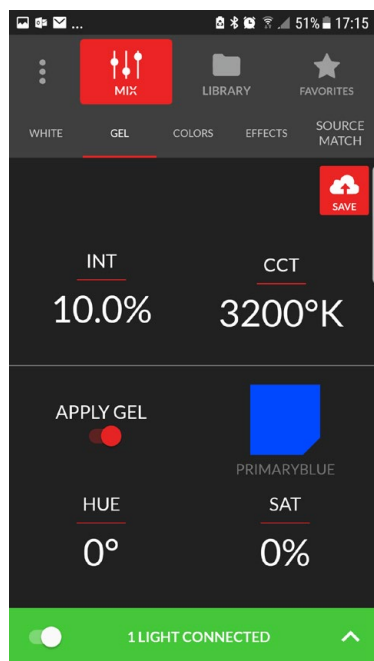 ... 51% 17:15
MIX LIBRARY FAVORITES
WHITE GEL COLORS EFFECTS SOURCE MATCH
SAVE
INT CCT
10.0% 3200°K
APPLY GEL
PRIMARYBLUE
HUE SAT
0° 0%
1 LIGHT CONNECTED